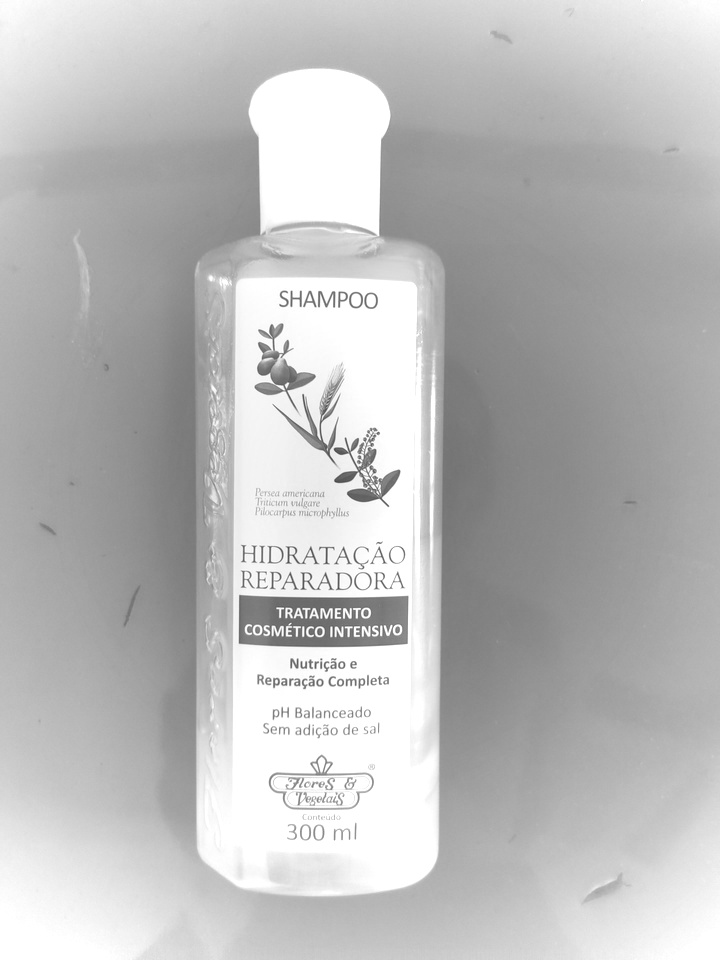 SHAMPOO
Persea americana
Triticum vulgare
Pilocarpus microphyllus
HIDRATAÇÃO
REPARADORA
TRATAMENTO
COSMÉTICO INTENSIVO
Nutrição e
Reparação Completa
pH Balanceado
Sem adição de sal
®
Flores &
Vegetais
Conteúdo
300 ml